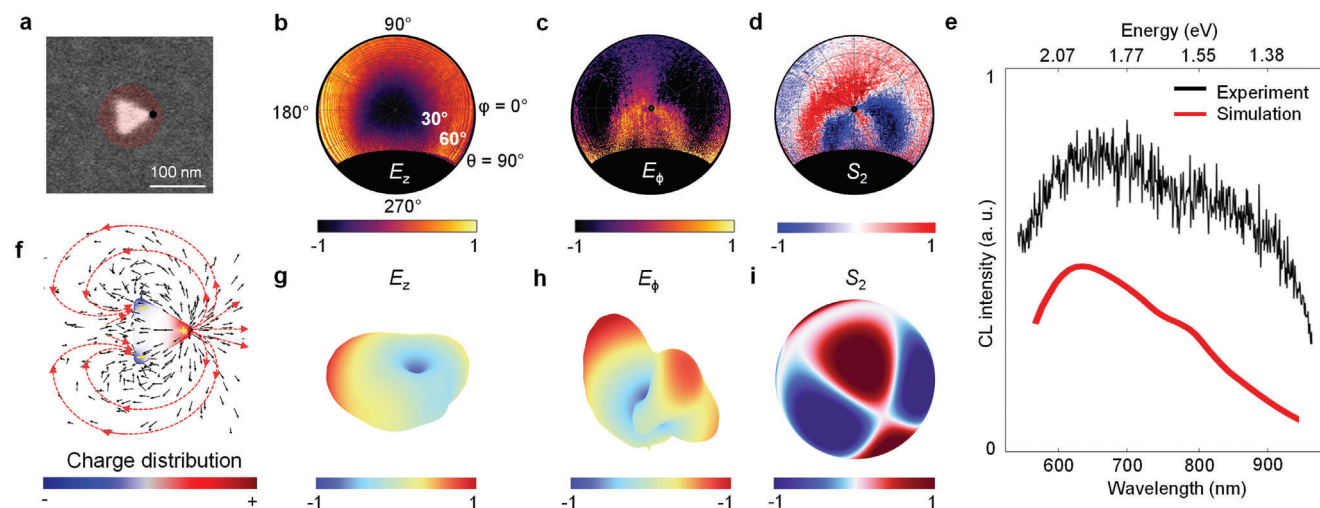 a
100 nm
b
90°
180°
φ = 0°
30°
60°
θ = 90°
E_z
270°
-1 1
c
E_ϕ
-1 1
d
S_2
-1 1
e
Energy (eV)
2.07 1.77 1.55 1.38
1
Experiment
Simulation
CL intensity (a. u.)
0
600 700 800 900
Wavelength (nm)
f
Charge distribution
- +
g
E_z
-1 1
h
E_ϕ
-1 1
i
S_2
-1 1